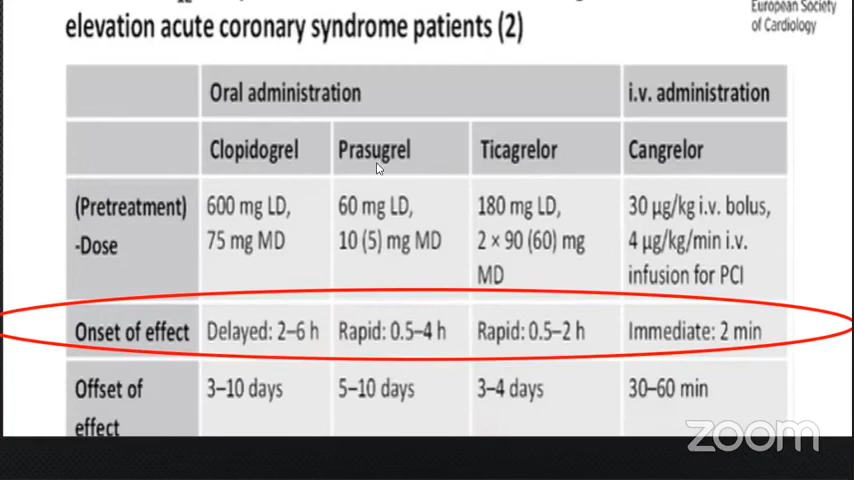 European Society
of Cardiology
elevation acute coronary syndrome patients (2)
Oral administration
i.v. administration
Clopidogrel
Prasugrel
Ticagrelor
Cangrelor
(Pretreatment)
-Dose
600 mg LD,
75 mg MD
60 mg LD,
10 (5) mg MD
180 mg LD,
2 × 90 (60) mg
MD
30 µg/kg i.v. bolus,
4 µg/kg/min i.v.
infusion for PCI
Onset of effect
Delayed: 2–6 h
Rapid: 0.5–4 h
Rapid: 0.5–2 h
Immediate: 2 min
Offset of
effect
3–10 days
5–10 days
3–4 days
30–60 min
zoom